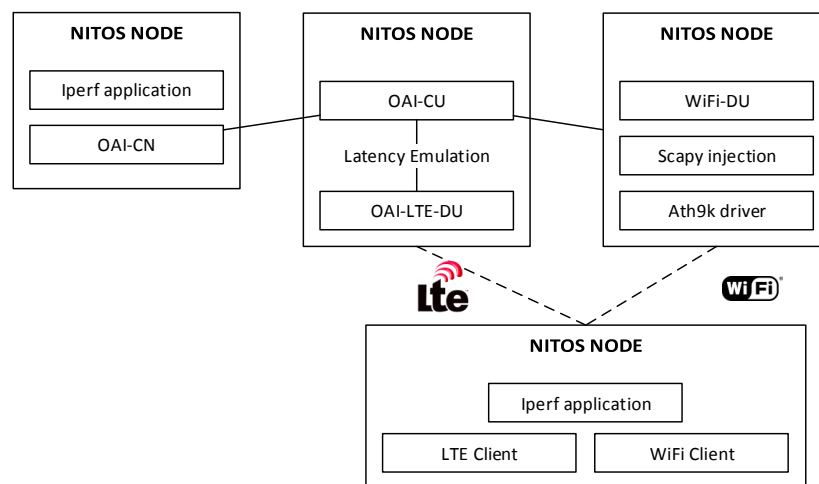 NITOS NODE
Iperf application
OAI-CN
NITOS NODE
OAI-CU
Latency Emulation
OAI-LTE-DU
NITOS NODE
WiFi-DU
Scapy injection
Ath9k driver
Lte
WiFi
NITOS NODE
Iperf application
LTE Client
WiFi Client